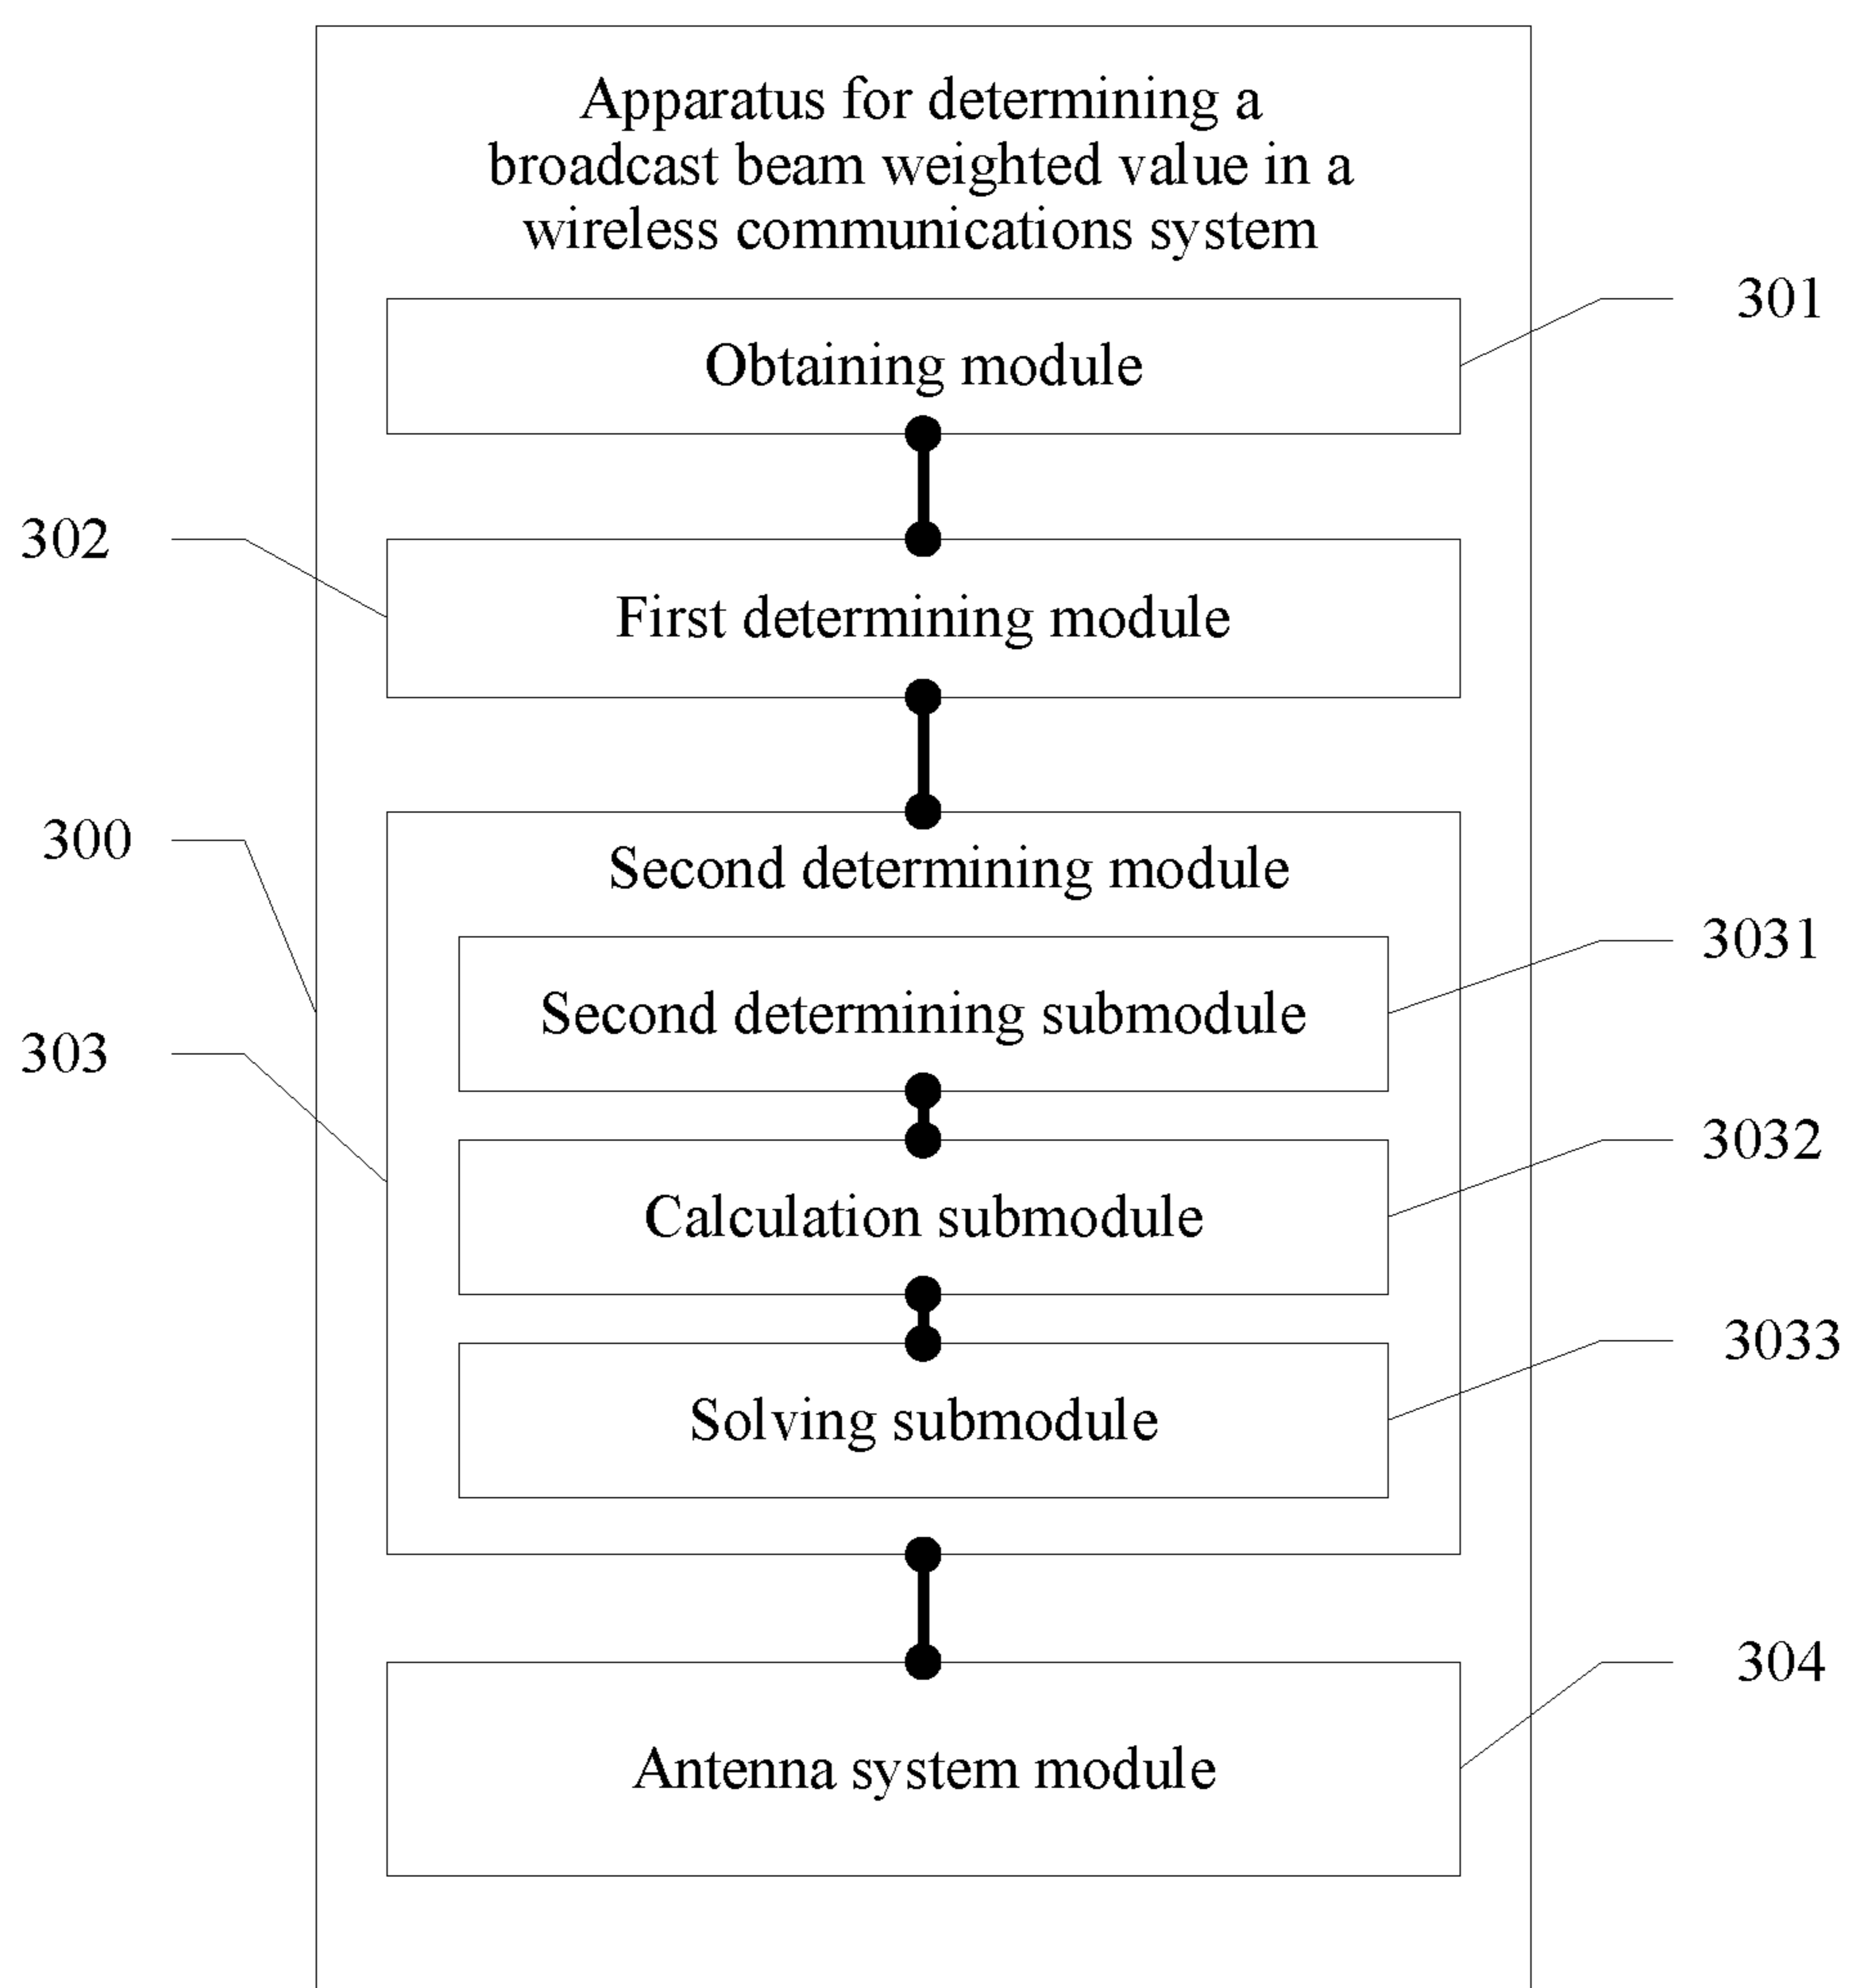 Apparatus for determining a
broadcast beam weighted value in a
wireless communications system
301
Obtaining module
302
First determining module
300
Second determining module
3031
Second determining submodule
303
3032
Calculation submodule
3033
Solving submodule
304
Antenna system module